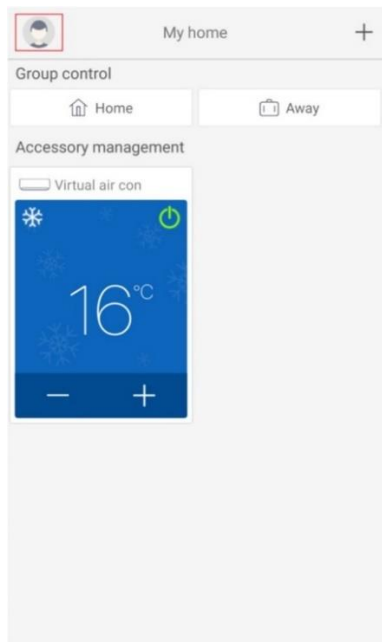 My home
Group control
Home Away
Accessory management
Virtual air con
16°C